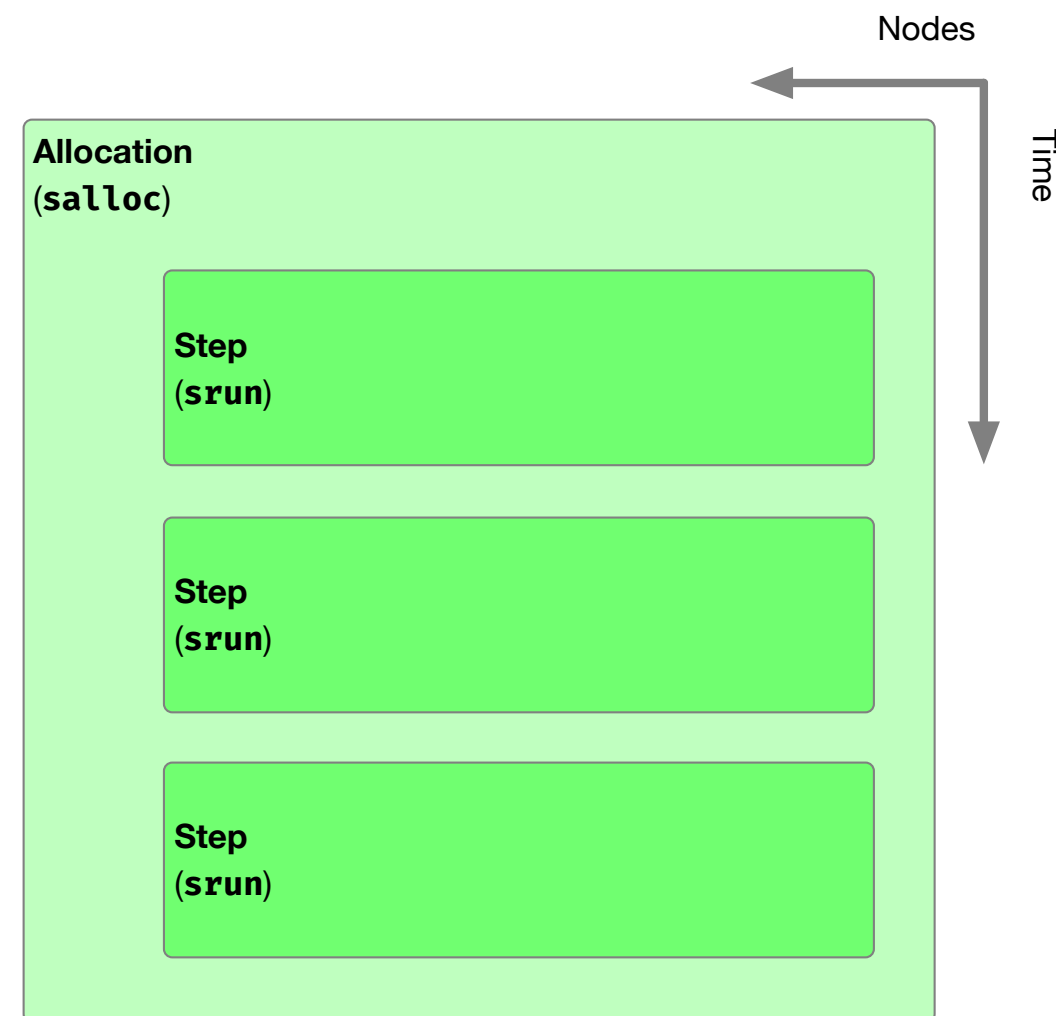 Nodes
Time
Allocation
(salloc)
Step
(srun)
Step
(srun)
Step
(srun)